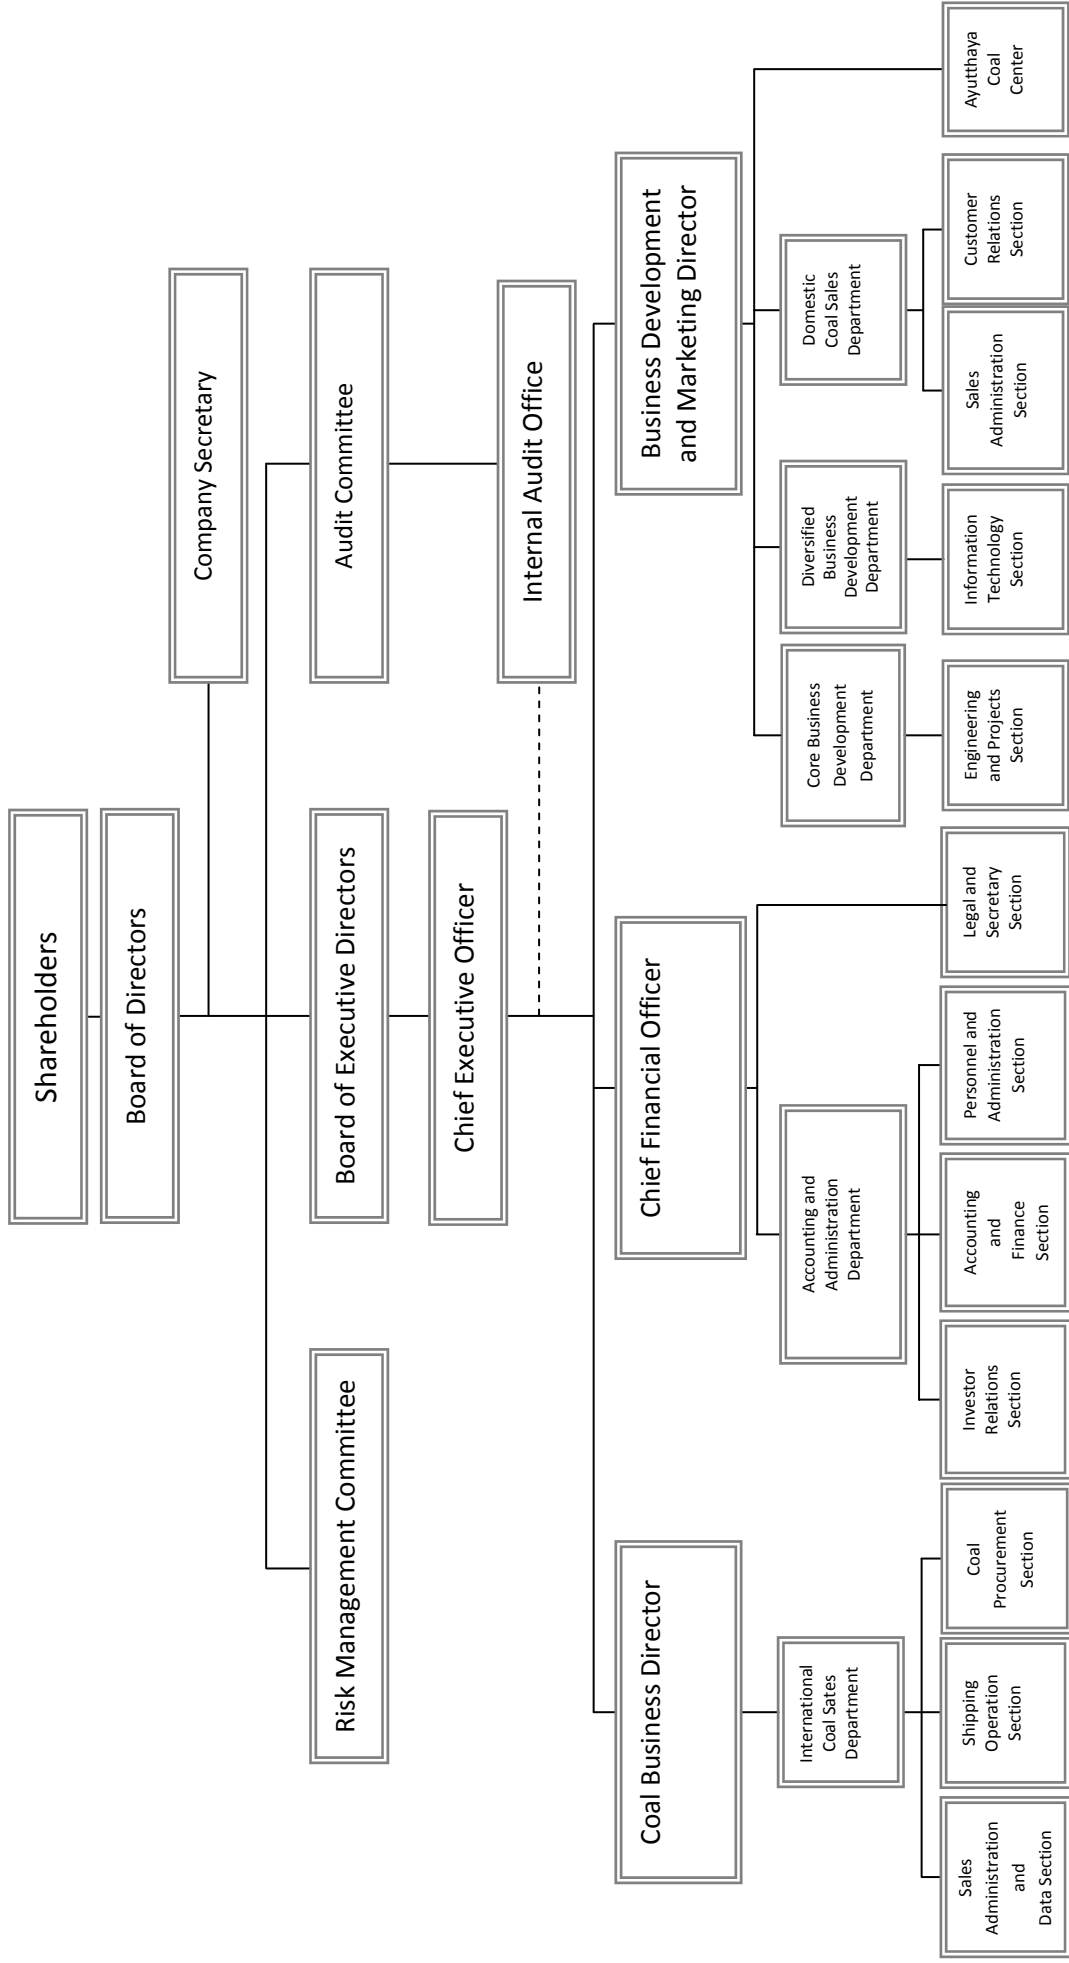 Shareholders
Board of Directors
Company Secretary
Risk Management Committee
Board of Executive Directors
Audit Committee
Chief Executive Officer
Internal Audit Office
Coal Business Director
Chief Financial Officer
Business Development
and Marketing Director
International
Coal Sates
Department
Accounting and
Administration
Department
Core Business
Development
Department
Diversified
Business
Development
Department
Domestic
Coal Sales
Department
Sales
Administration
and
Data Section
Shipping
Operation
Section
Coal
Procurement
Section
Investor
Relations
Section
Accounting
and
Finance
Section
Personnel and
Administration
Section
Legal and
Secretary
Section
Engineering
and Projects
Section
Information
Technology
Section
Sales
Administration
Section
Customer
Relations
Section
Ayutthaya
Coal
Center